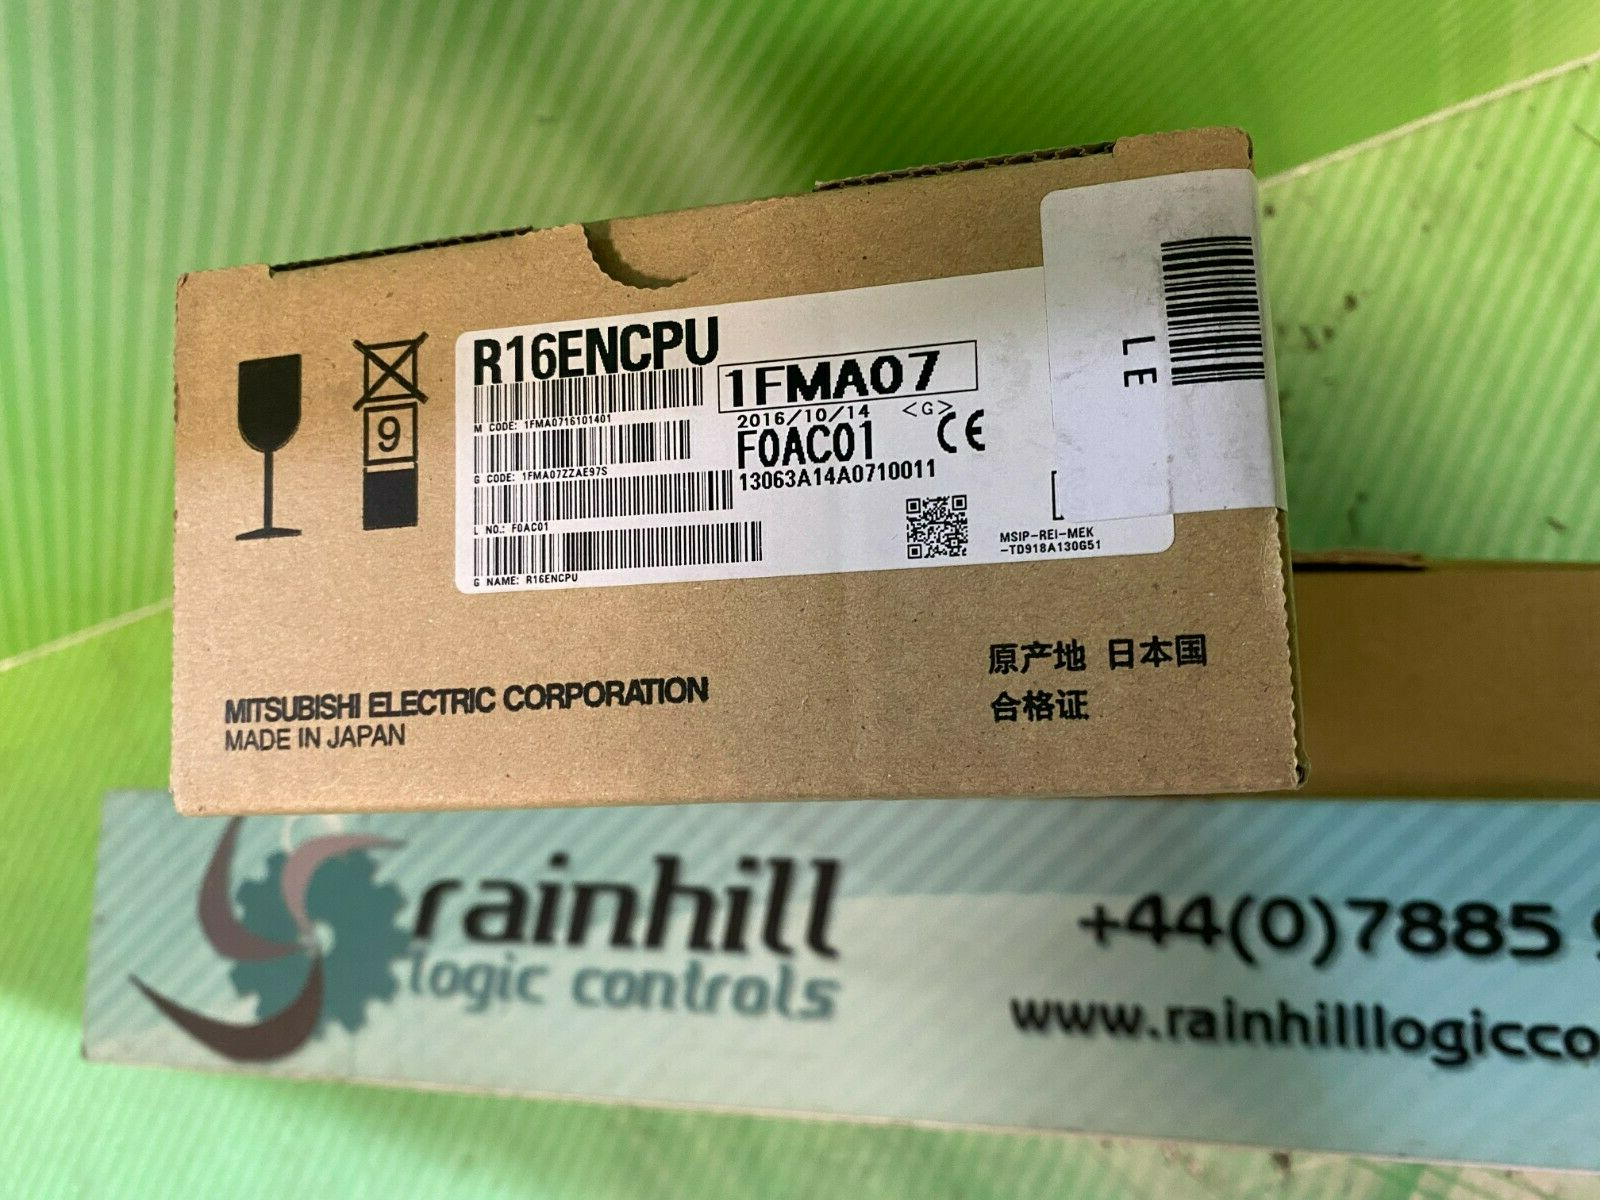 R16ENCPU
1FMA07
M CODE: 1FMA0716101401
2016/10/14 <G>
F0AC01 CE
G CODE: 1FMA07ZZAE97S
13063A14A0710011
L NO.: F0AC01
G NAME: R16ENCPU
MSIP-REI-MEK
-TD918A130G51
LE
9
MITSUBISHI ELECTRIC CORPORATION
MADE IN JAPAN
原产地 日本国
合格证
rainhill
logic controls
+44(0)7885
www.rainhilllogicco